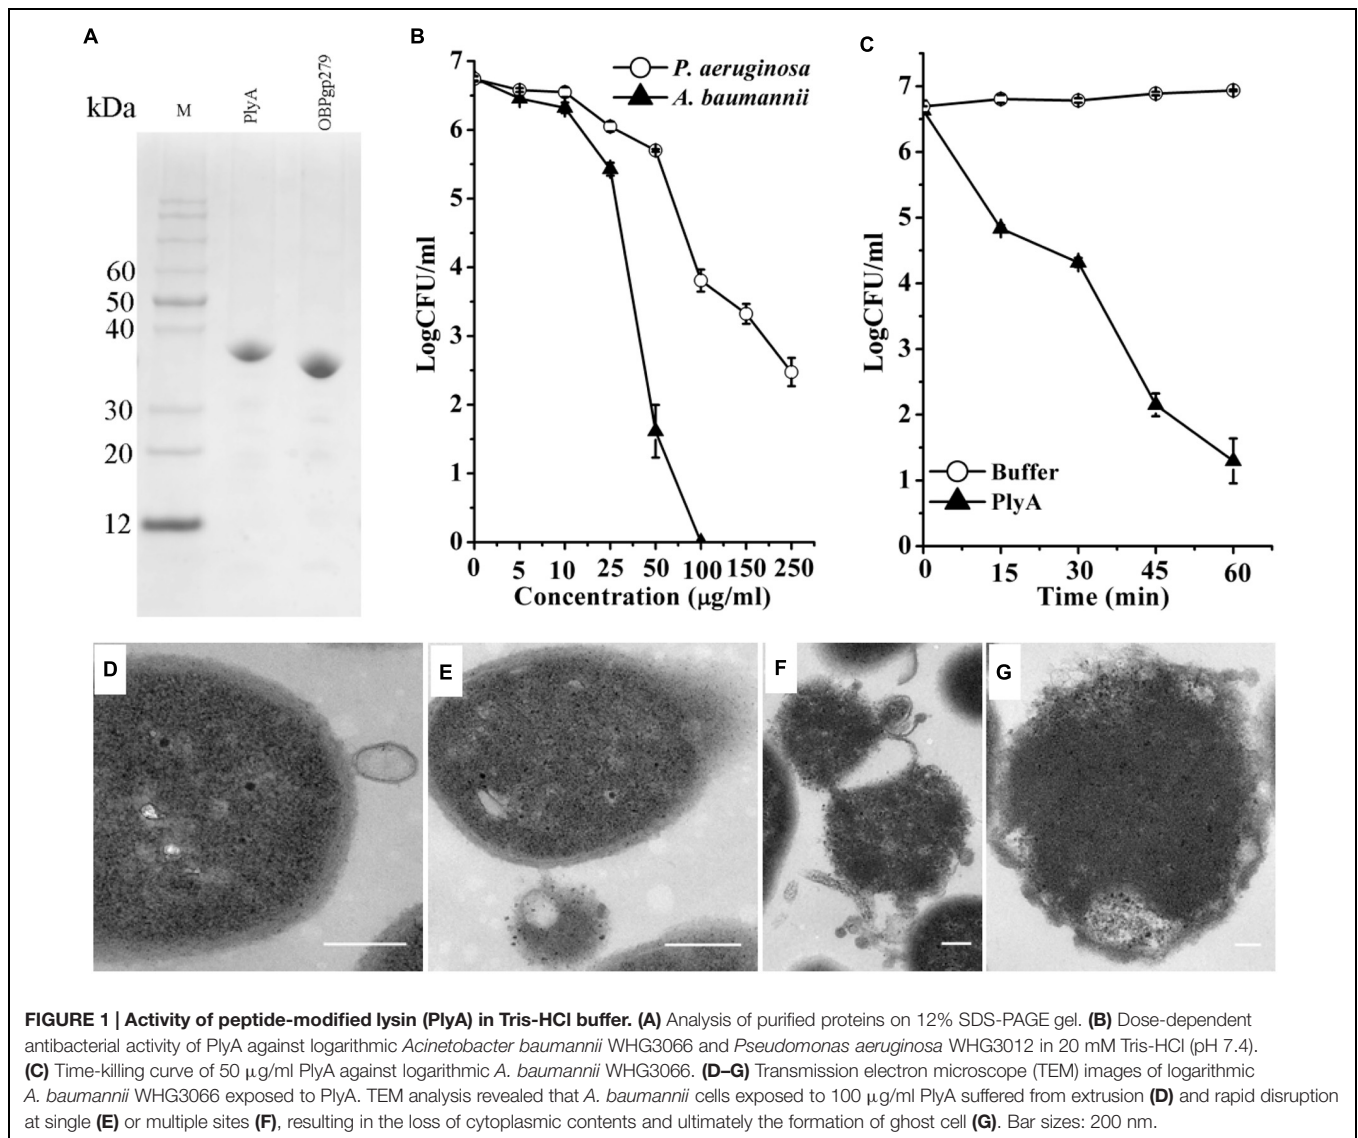 A
kDa
M
PlyA
OBPgp279
60
50
40
30
20
12
B
P. aeruginosa
A. baumannii
7
6
5
4
3
2
1
0
LogCFU/ml
0 5 10 25 50 100 150 250
Concentration (μg/ml)
C
7
6
5
4
3
2
1
0
LogCFU/ml
Buffer
PlyA
0 15 30 45 60
Time (min)
D
E
F
G
FIGURE 1 | Activity of peptide-modified lysin (PlyA) in Tris-HCl buffer. (A) Analysis of purified proteins on 12% SDS-PAGE gel. (B) Dose-dependent
antibacterial activity of PlyA against logarithmic Acinetobacter baumannii WHG3066 and Pseudomonas aeruginosa WHG3012 in 20 mM Tris-HCl (pH 7.4).
(C) Time-killing curve of 50 μg/ml PlyA against logarithmic A. baumannii WHG3066. (D–G) Transmission electron microscope (TEM) images of logarithmic
A. baumannii WHG3066 exposed to PlyA. TEM analysis revealed that A. baumannii cells exposed to 100 μg/ml PlyA suffered from extrusion (D) and rapid disruption
at single (E) or multiple sites (F), resulting in the loss of cytoplasmic contents and ultimately the formation of ghost cell (G). Bar sizes: 200 nm.